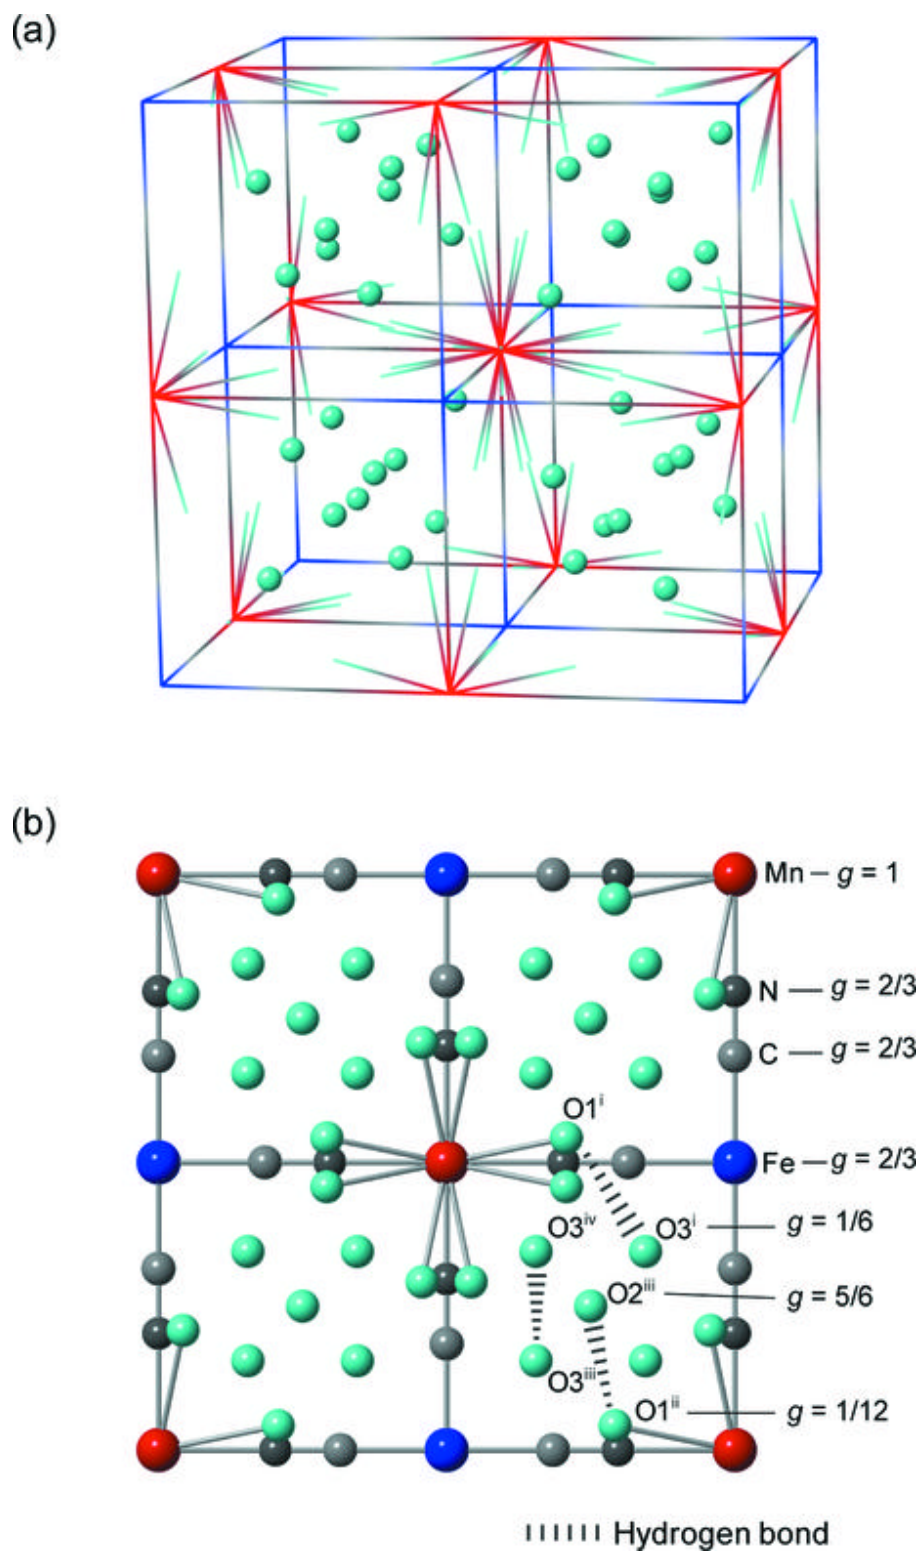 (a)
(b)
Mn — g = 1
N — g = 2/3
C — g = 2/3
O1ⁱ
Fe — g = 2/3
O3ⁱᵛ
O3ⁱ — g = 1/6
O2ⁱⁱⁱ — g = 5/6
O3ⁱⁱⁱ
O1ⁱⁱ — g = 1/12
Hydrogen bond